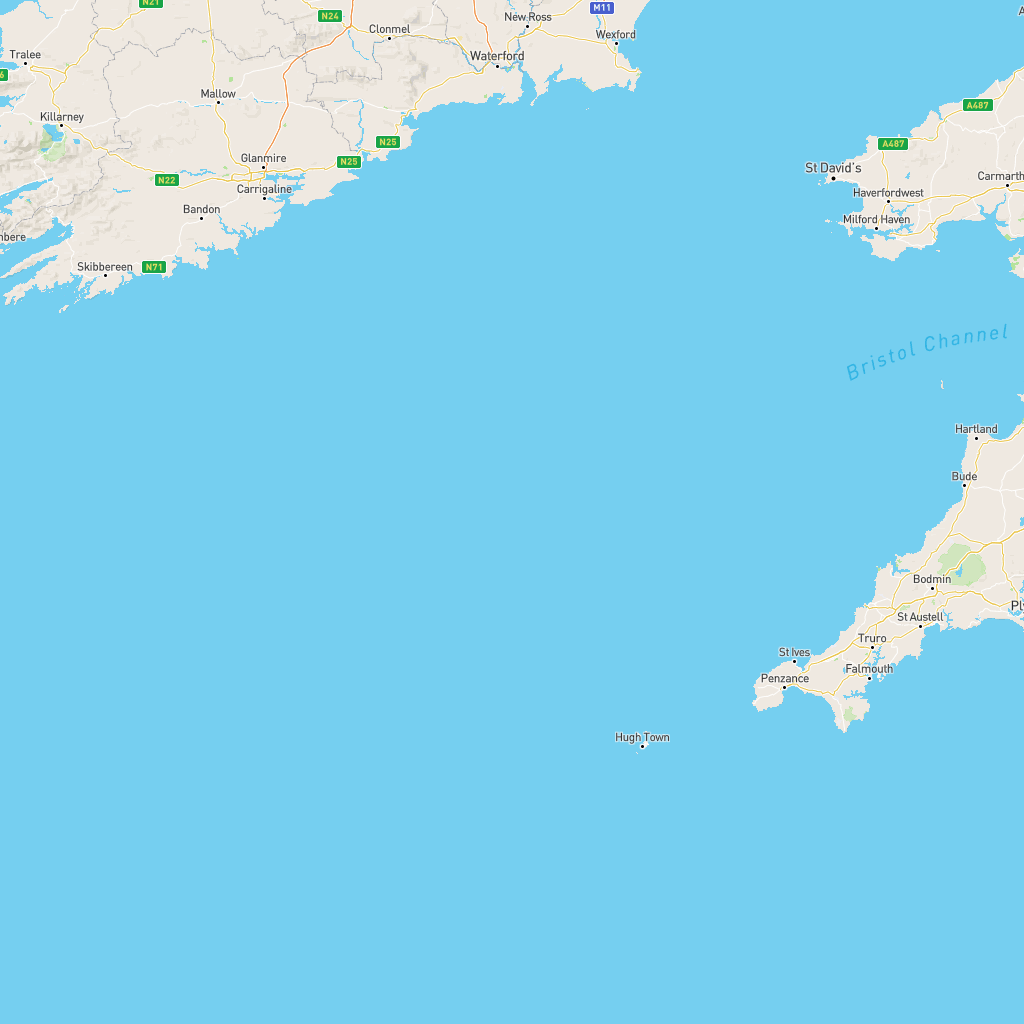 N21
N24
New Ross
M11
Clonmel
Wexford
Tralee
Waterford
Mallow
A487
Killarney
N25
A487
Glanmire
N25
St David's
N22
Carrigaline
Haverfordwest
Carmarth
Bandon
Milford Haven
mbere
Skibbereen
N71
Bristol Channel
Hartland
Bude
Bodmin
Ply
St Austell
Truro
St Ives
Falmouth
Penzance
Hugh Town